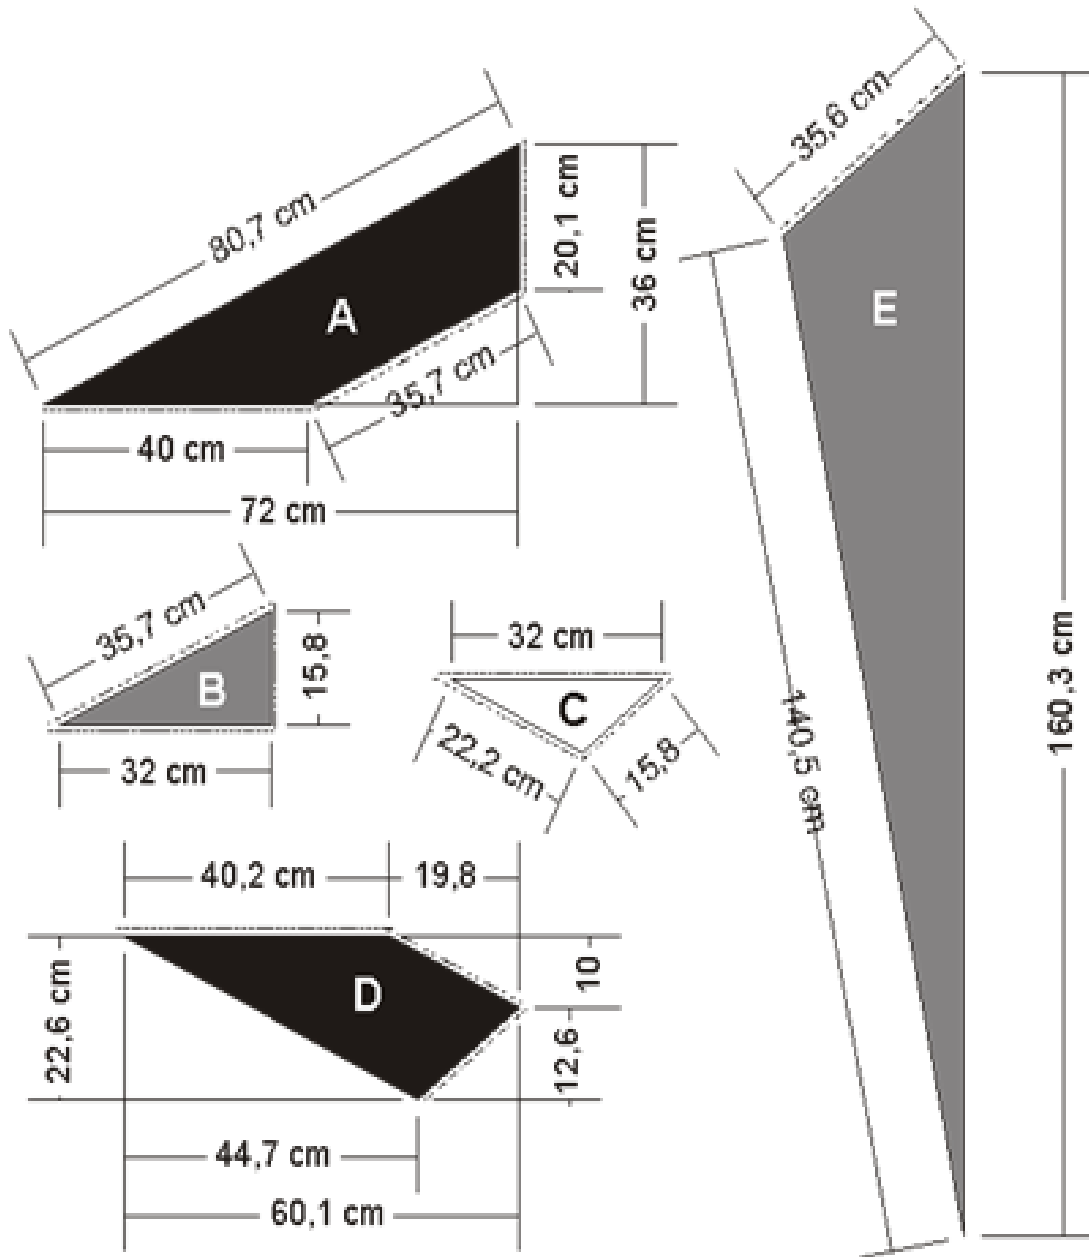 35,6 cm
80,7 cm
20,1 cm
36 cm
A
E
35,7 cm
40 cm
72 cm
35,7 cm
15,8
B
32 cm
32 cm
C
22,2 cm
15,8
160,3 cm
140,5 cm
40,2 cm
19,8
22,6 cm
D
10
12,6
44,7 cm
60,1 cm